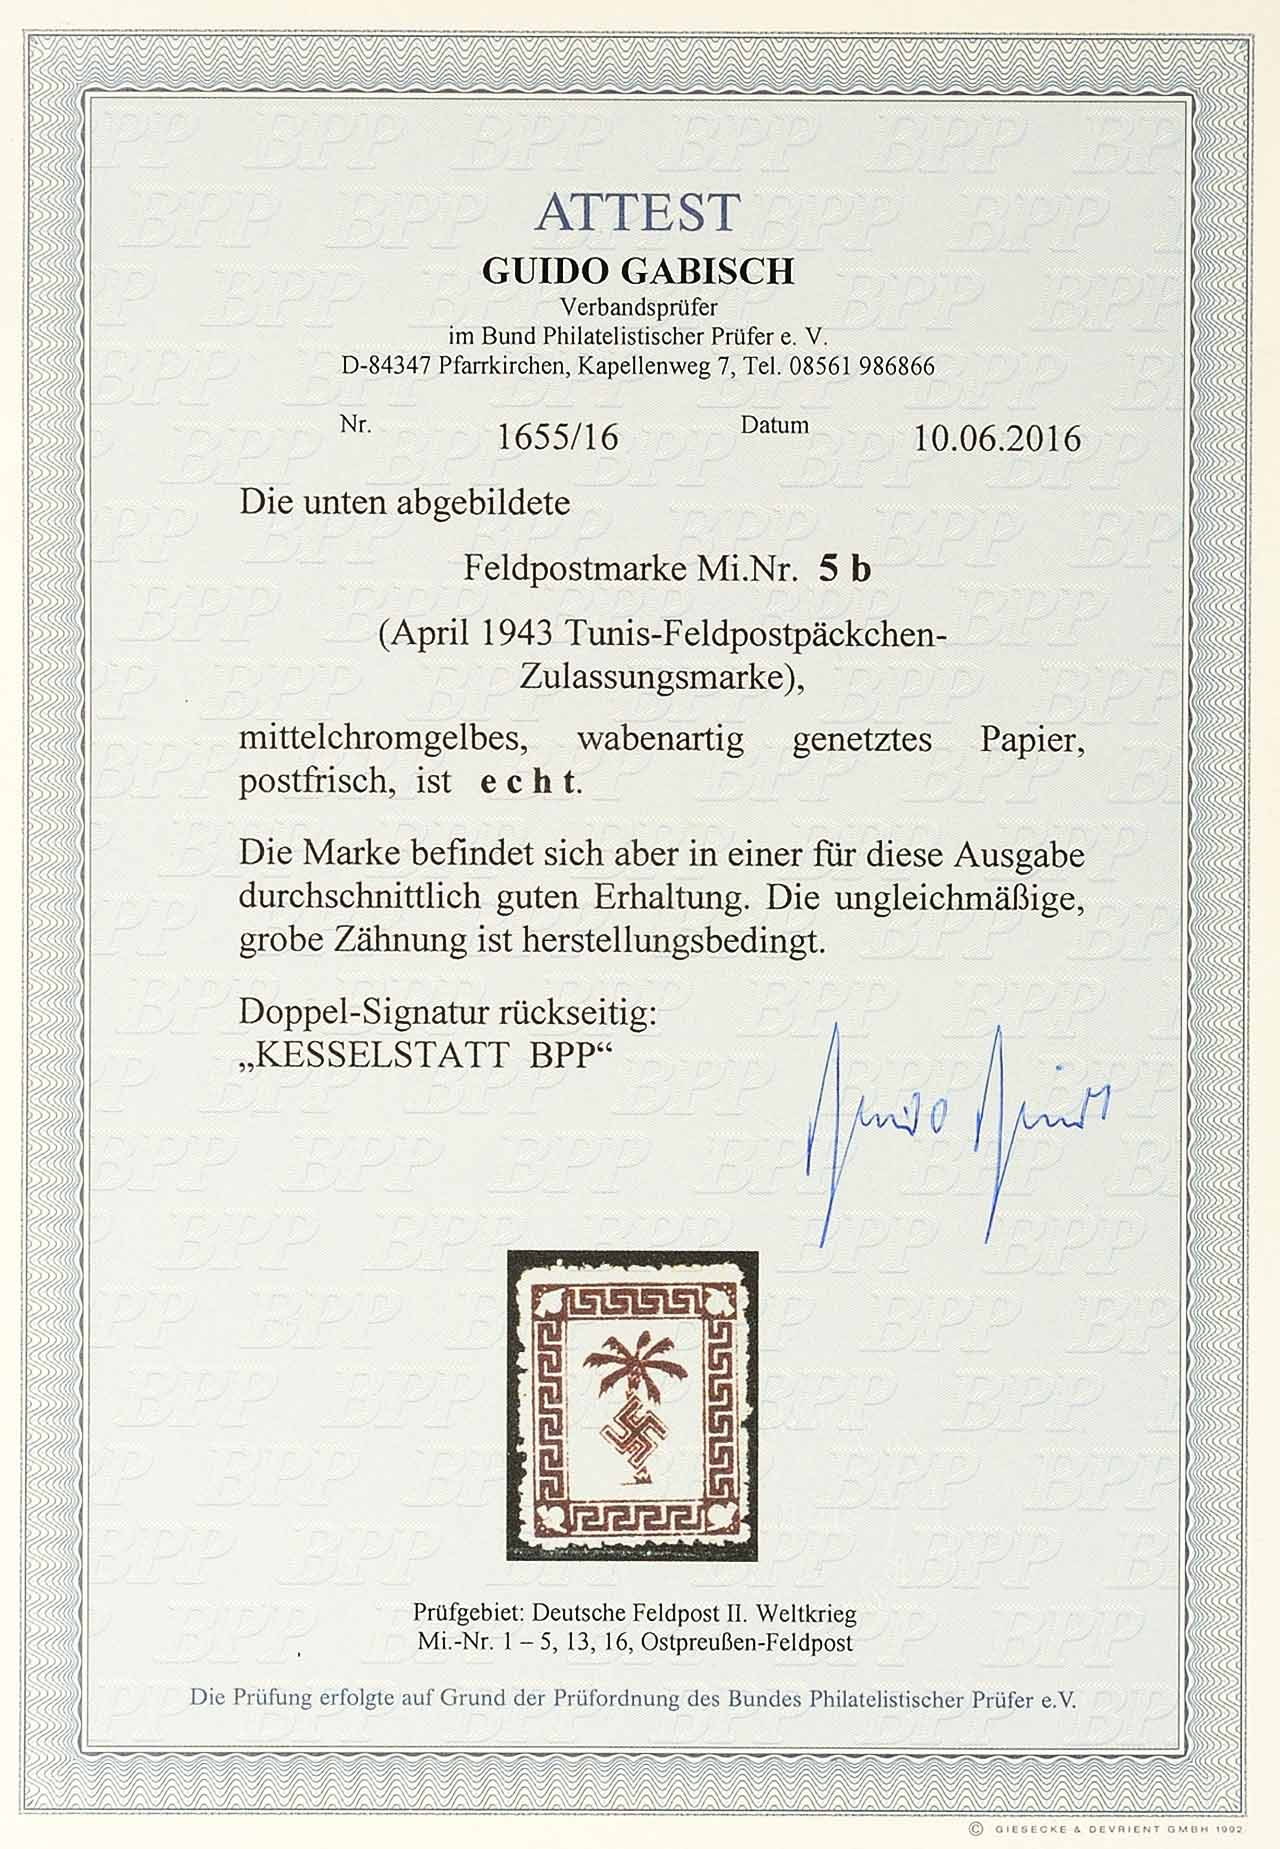 ATTEST
GUIDO GABISCH
Verbandsprüfer
im Bund Philatelistischer Prüfer e. V.
D-84347 Pfarrkirchen, Kapellenweg 7, Tel. 08561 986866
Nr. 1655/16 Datum 10.06.2016
Die unten abgebildete
Feldpostmarke Mi.Nr. 5 b
(April 1943 Tunis-Feldpostpäckchen-
Zulassungsmarke),
mittelchromgelbes, wabenartig genetztes Papier,
postfrisch, ist e c h t.
Die Marke befindet sich aber in einer für diese Ausgabe
durchschnittlich guten Erhaltung. Die ungleichmäßige,
grobe Zähnung ist herstellungsbedingt.
Doppel-Signatur rückseitig:
„KESSELSTATT BPP“
Prüfgebiet: Deutsche Feldpost II. Weltkrieg
Mi.-Nr. 1 – 5, 13, 16, Ostpreußen-Feldpost
Die Prüfung erfolgte auf Grund der Prüfordnung des Bundes Philatelistischer Prüfer e.V.
© GIESECKE & DEVRIENT GMBH 1992